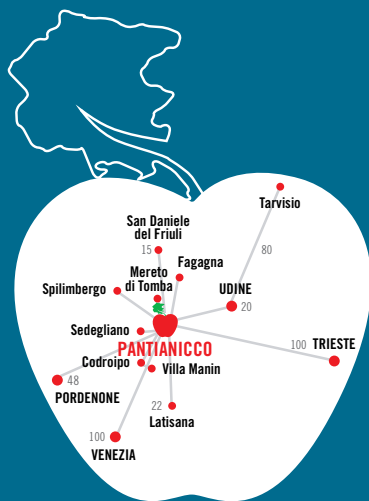 Tarvisio
San Daniele
del Friuli
15
80
Mereto
di Tomba
Fagagna
Spilimbergo
UDINE
20
Sedegliano
PANTIANICCO
100
TRIESTE
Codroipo
Villa Manin
48
PORDENONE
22
Latisana
100
VENEZIA